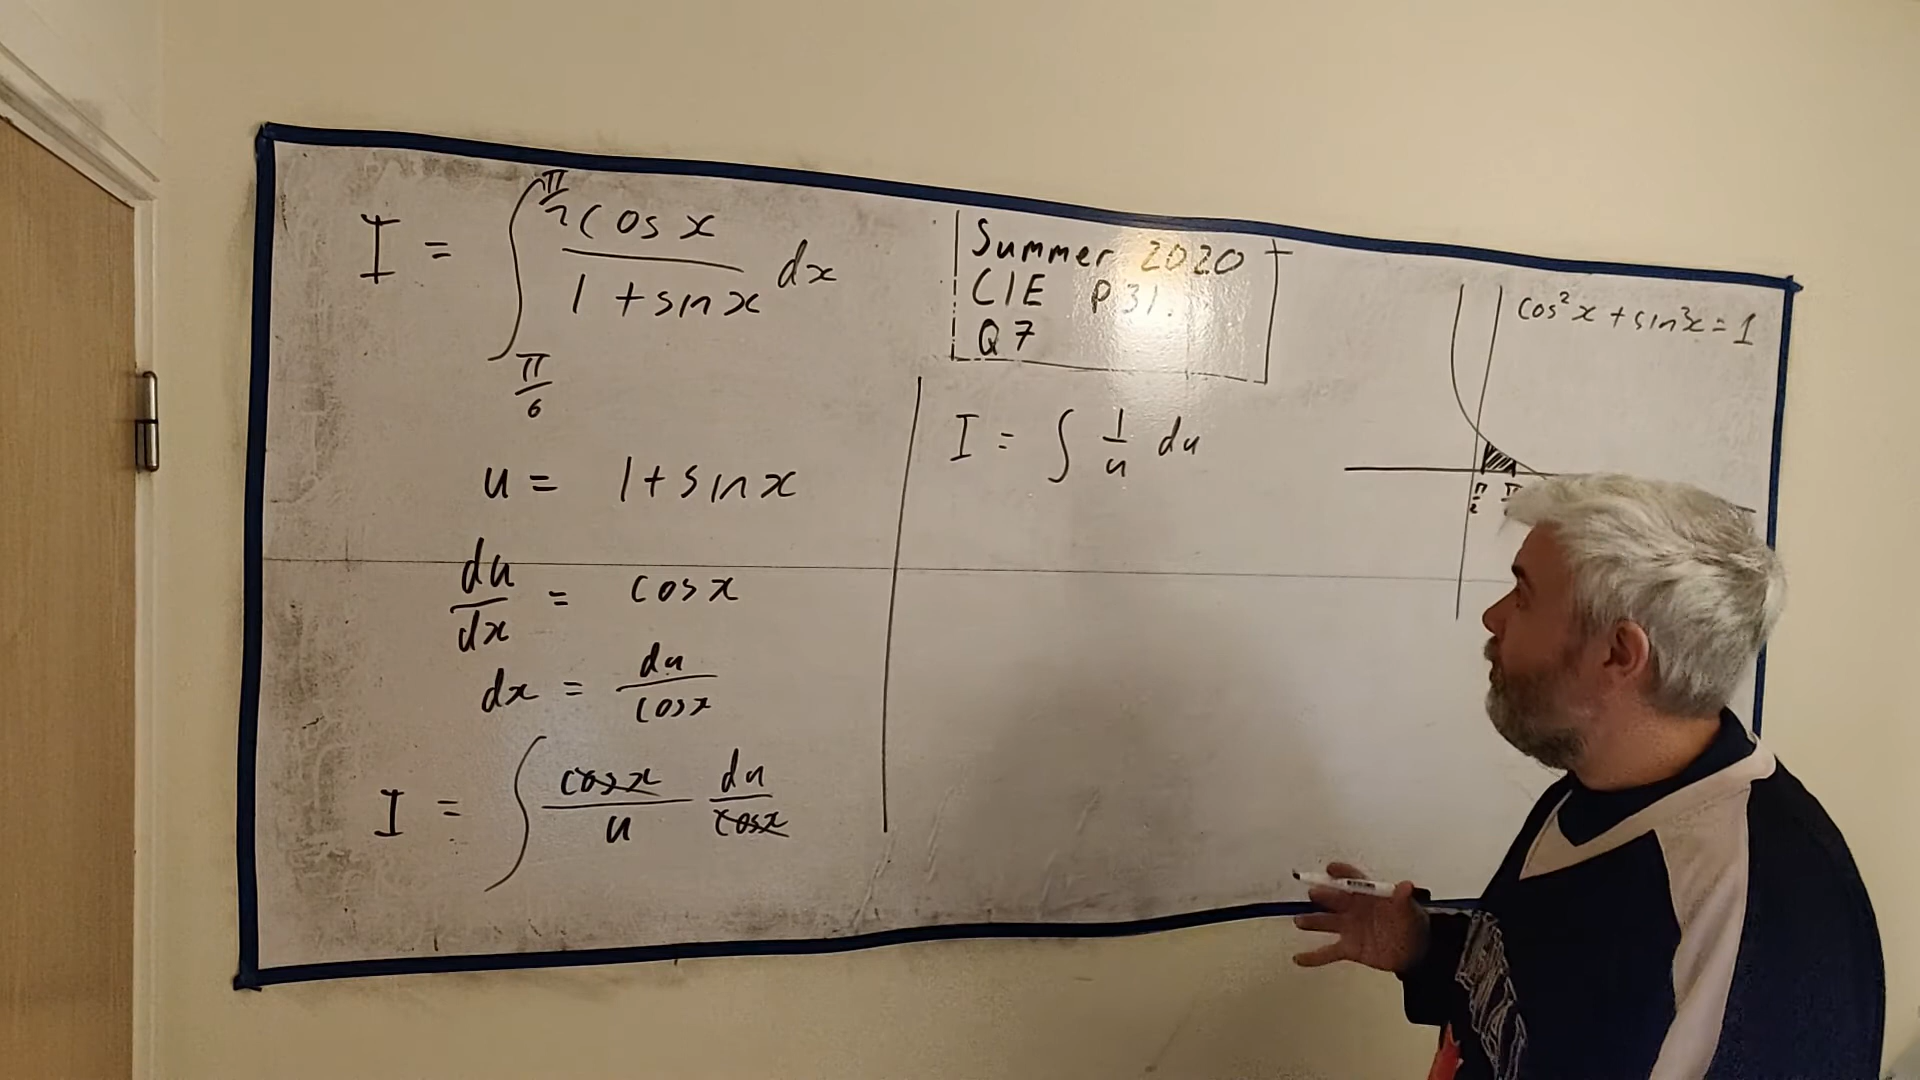 I = ∫_{π/6}^{π/2} cos x / (1 + sin x) dx
u = 1 + sin x
du/dx = cos x
dx = du/cos x
I = ∫ cos x/u du/cos x
Summer 2020
CIE P31.
Q7
I = ∫ 1/u du
cos²x + sin²x = 1